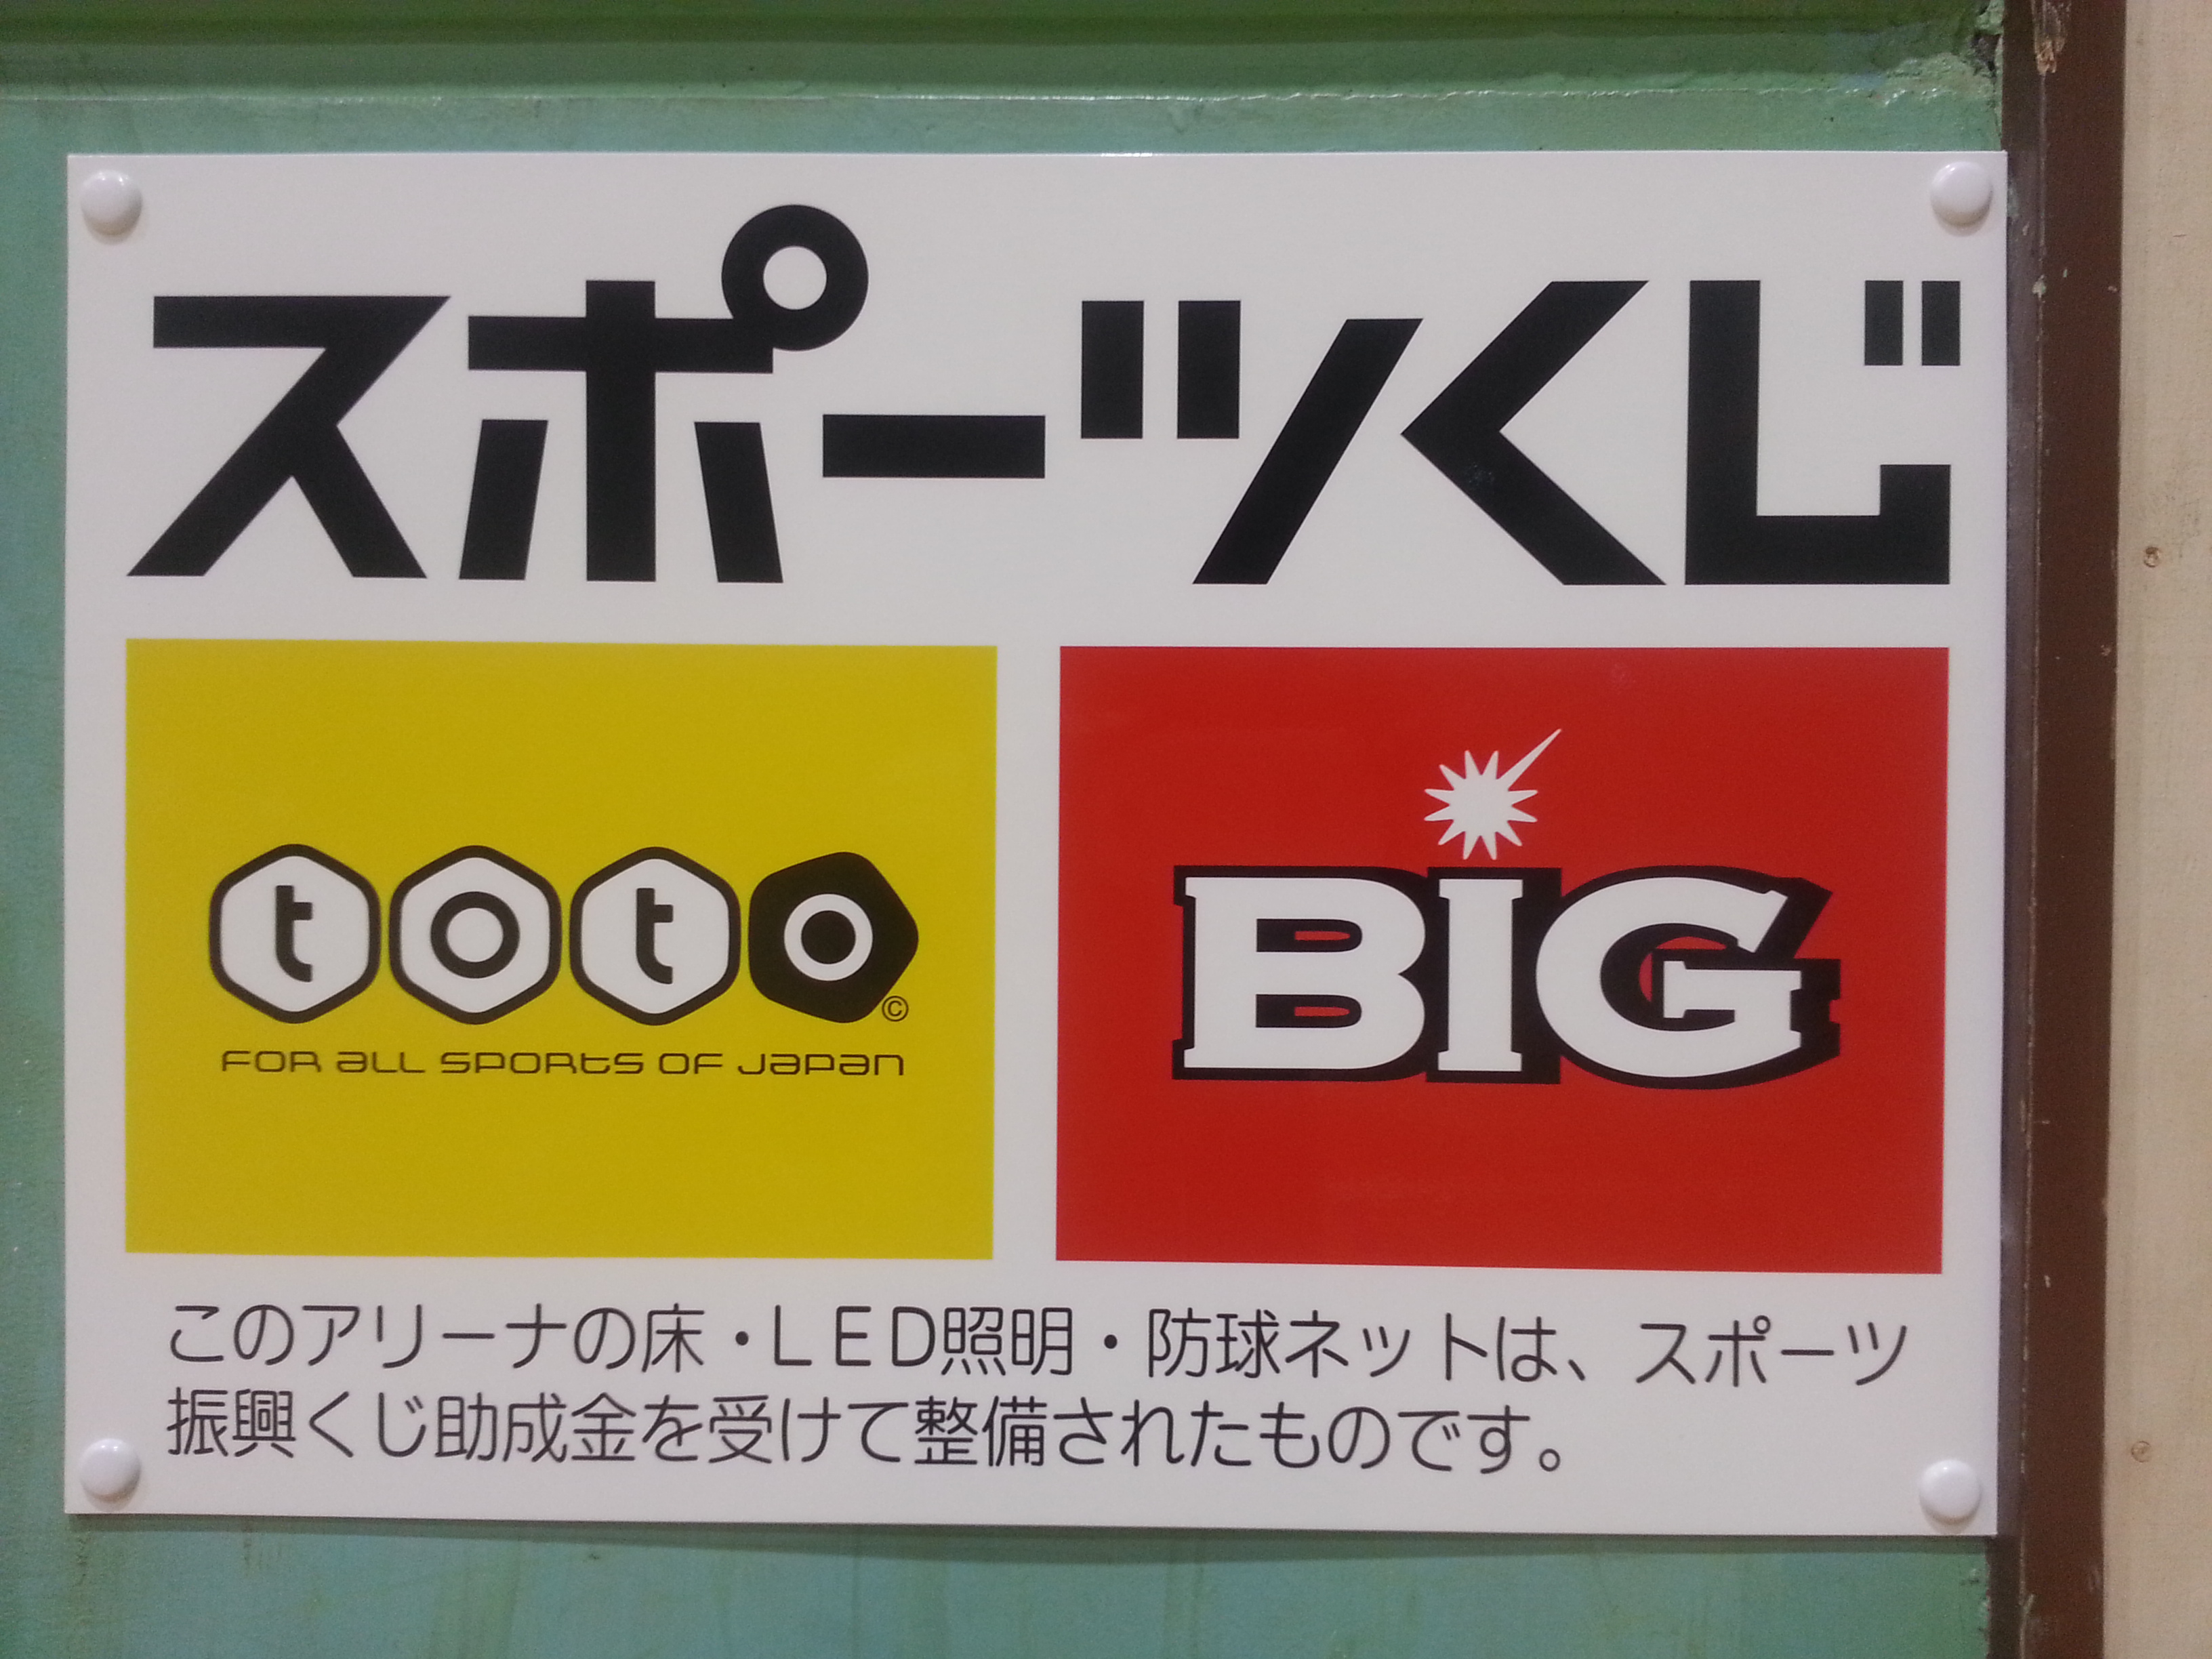 スポーツくじ
toto
©
FOR ALL SPORTS OF JAPAN
BIG
このアリーナの床・LED照明・防球ネットは、スポーツ
振興くじ助成金を受けて整備されたものです。